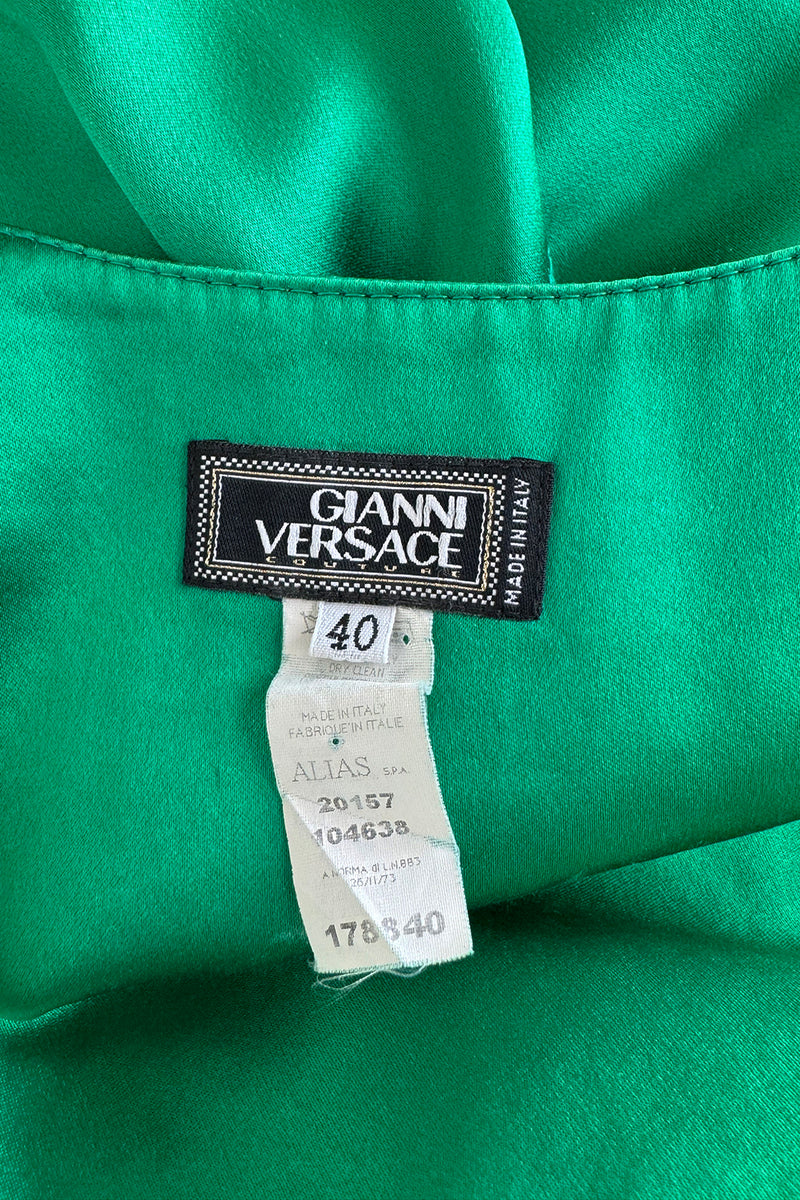 GIANNI
VERSACE
COUTURE
MADE IN ITALY
40
DRY CLEAN
MADE IN ITALY
FABRIQUE'IN ITALIE
ALIAS S.P.A.
20157
104638
A NORMA di L.N.883
26/11/73
178840